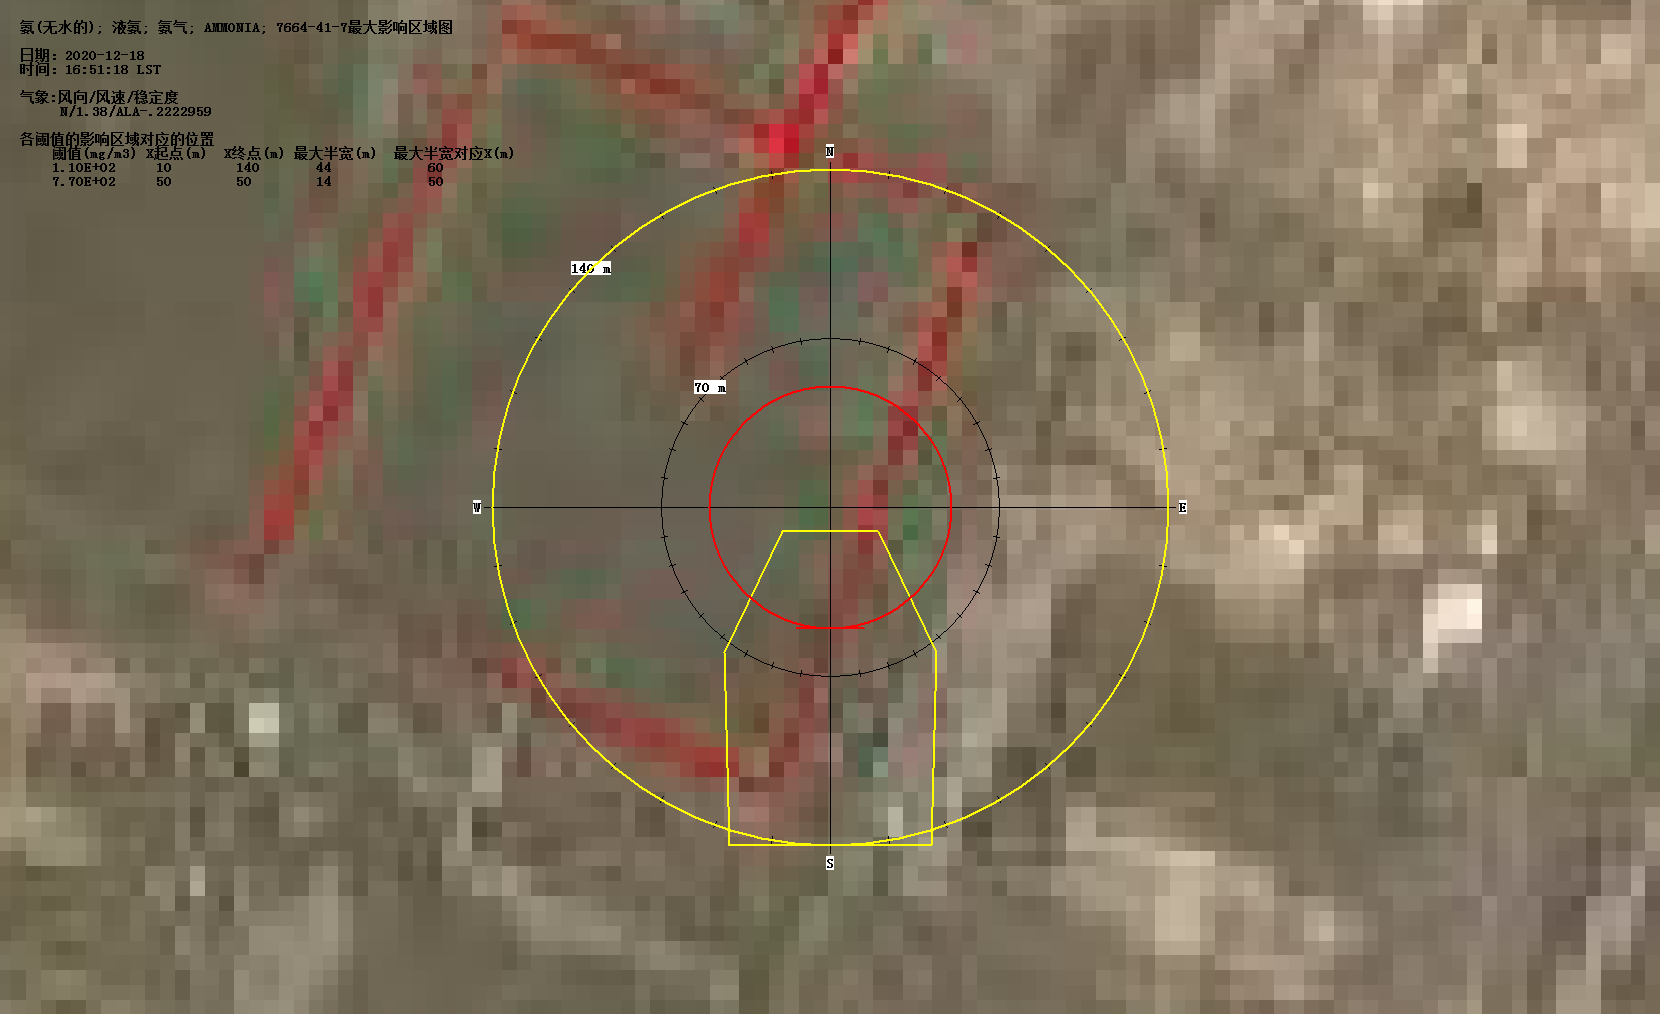 氨(无水的); 液氨; 氨气; AMMONIA; 7664-41-7最大影响区域图
日期: 2020-12-18
时间: 16:51:18 LST
气象:风向/风速/稳定度
N/1.38/ALA-.2222959
各阈值的影响区域对应的位置
阈值(mg/m3) X起点(m) X终点(m) 最大半宽(m) 最大半宽对应X(m)
1.10E+02 10 140 44 60
7.70E+02 50 50 14 50
N
140 m
70 m
W
E
S